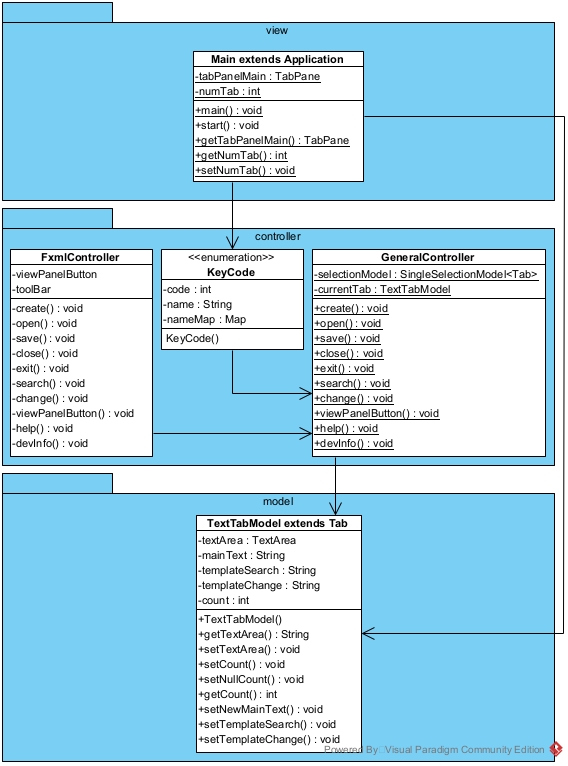 view
Main extends Application
-tabPanelMain : TabPane
-numTab : int
+main() : void
+start() : void
+getTabPanelMain() : TabPane
+getNumTab() : int
+setNumTab() : void
controller
FxmlController
-viewPanelButton
-toolBar
-create() : void
-open() : void
-save() : void
-close() : void
-exit() : void
-search() : void
-change() : void
-viewPanelButton() : void
-help() : void
-devInfo() : void
<<enumeration>>
KeyCode
-code : int
-name : String
-nameMap : Map
KeyCode()
GeneralController
-selectionModel : SingleSelectionModel<Tab>
-currentTab : TextTabModel
+create() : void
+open() : void
+save() : void
+close() : void
+exit() : void
+search() : void
+change() : void
+viewPanelButton() : void
+help() : void
+devInfo() : void
model
TextTabModel extends Tab
-textArea : TextArea
-mainText : String
-templateSearch : String
-templateChange : String
-count : int
+TextTabModel()
+getTextArea() : String
+setTextArea() : void
+setCount() : void
+setNullCount() : void
+getCount() : int
+setNewMainText() : void
+setTemplateSearch() : void
+setTemplateChange() : void
Powered By Visual Paradigm Community Edition